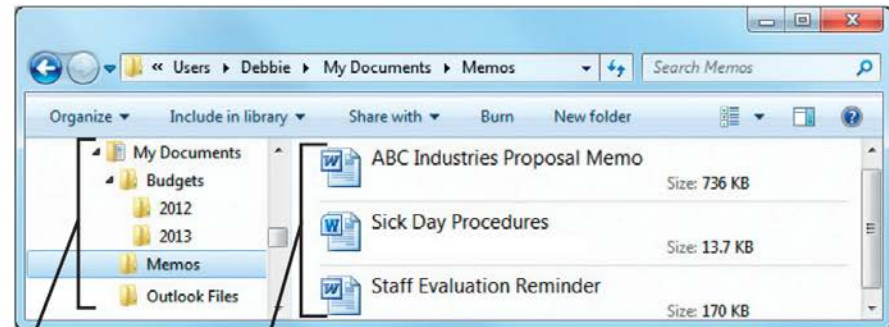 « Users ▸ Debbie ▸ My Documents ▸ Memos
Search Memos
Organize Include in library Share with Burn New folder
My Documents
Budgets
2012
2013
Memos
Outlook Files
ABC Industries Proposal Memo
Size: 736 KB
Sick Day Procedures
Size: 13.7 KB
Staff Evaluation Reminder
Size: 170 KB